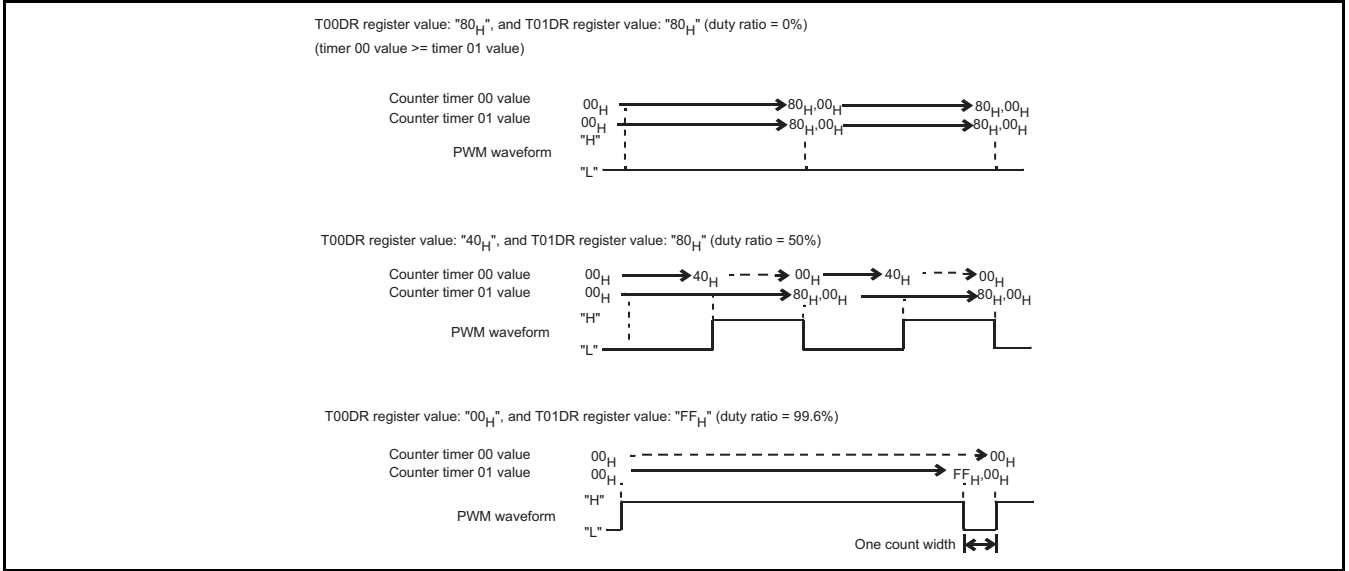 T00DR register value: "80H", and T01DR register value: "80H" (duty ratio = 0%)
(timer 00 value >= timer 01 value)
Counter timer 00 value 00H 80H,00H 80H,00H
Counter timer 01 value 00H 80H,00H 80H,00H
"H"
PWM waveform
"L"
T00DR register value: "40H", and T01DR register value: "80H" (duty ratio = 50%)
Counter timer 00 value 00H 40H 00H 40H 00H
Counter timer 01 value 00H 80H,00H 80H,00H
"H"
PWM waveform
"L"
T00DR register value: "00H", and T01DR register value: "FFH" (duty ratio = 99.6%)
Counter timer 00 value 00H 00H
Counter timer 01 value 00H FFH,00H
"H"
PWM waveform
"L"
One count width